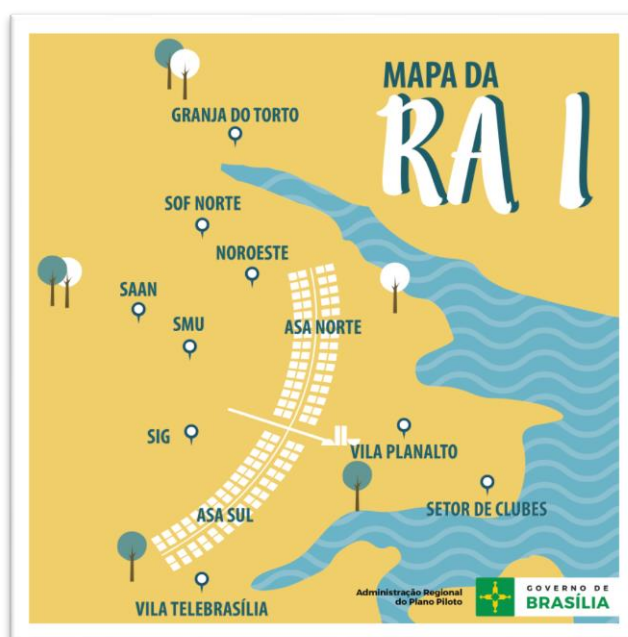 MAPA DA
RA I
GRANJA DO TORTO
SOF NORTE
NOROESTE
SAAN
SMU
ASA NORTE
SIG
VILA PLANALTO
ASA SUL
SETOR DE CLUBES
VILA TELEBRASÍLIA
Administração Regional
do Plano Piloto
GOVERNO DE
BRASÍLIA